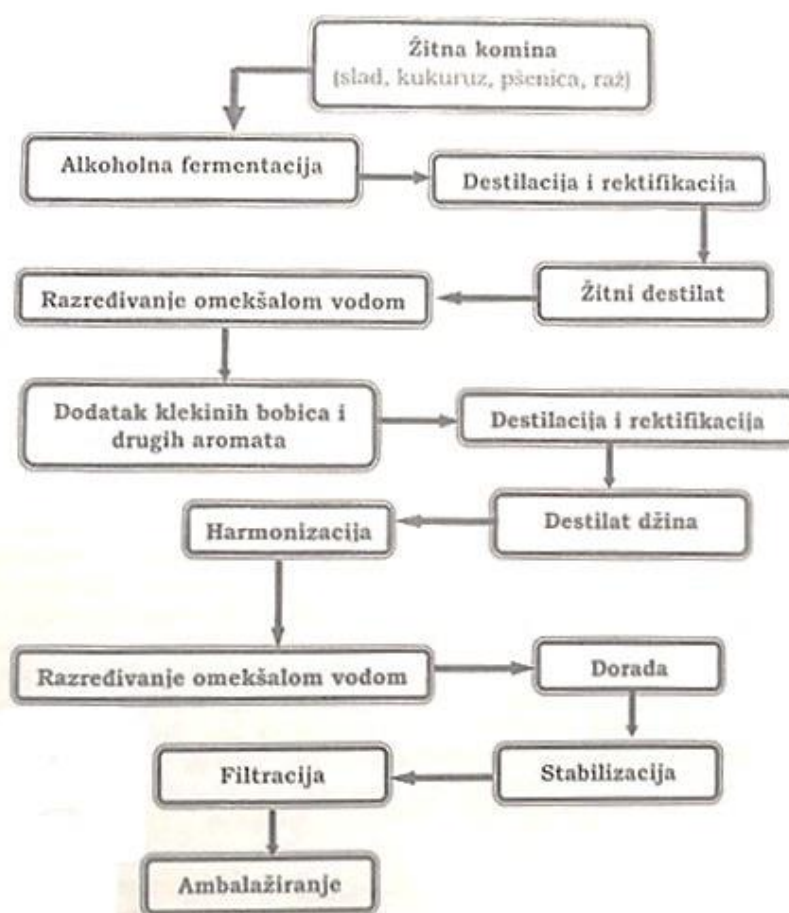 Žitna komina
(slad, kukuruz, pšenica, raž)
Alkoholna fermentacija
Destilacija i rektifikacija
Žitni destilat
Razređivanje omekšalom vodom
Dodatak klekinih bobica i
drugih aromata
Destilacija i rektifikacija
Destilat džina
Harmonizacija
Razređivanje omekšalom vodom
Dorada
Stabilizacija
Filtracija
Ambalažiranje